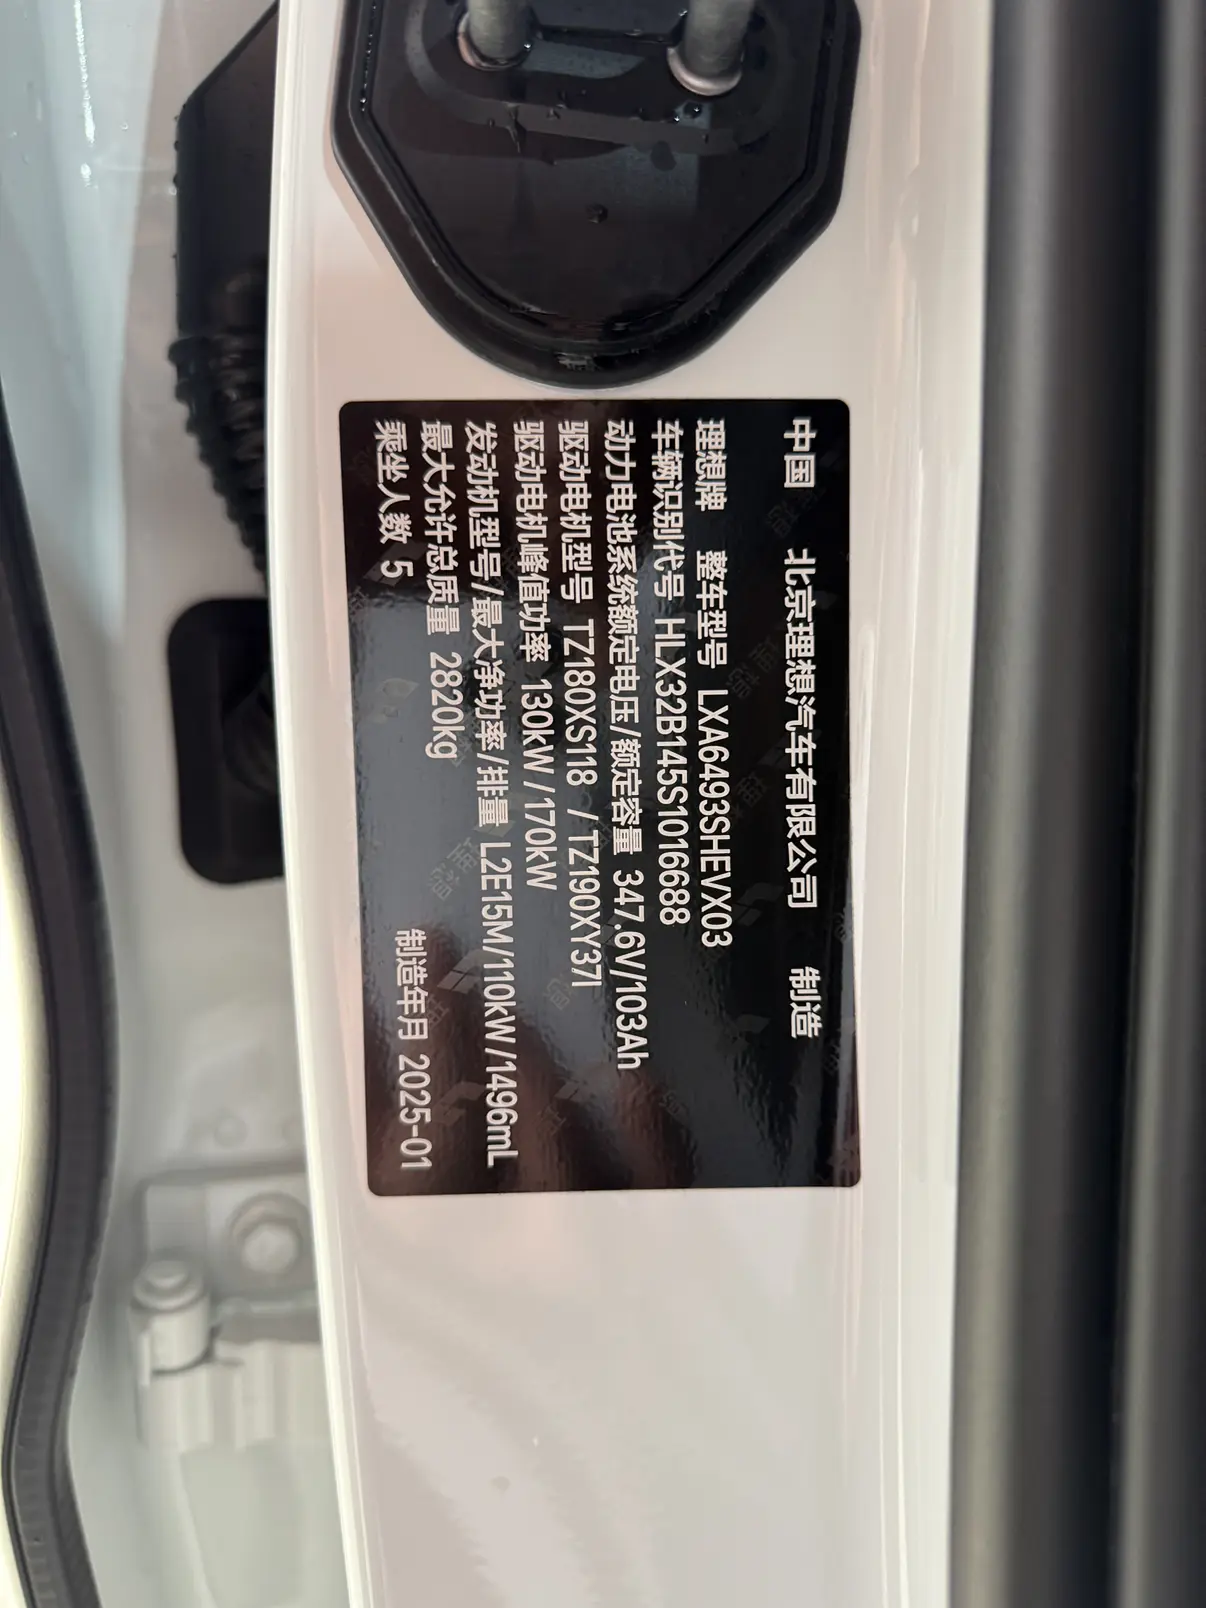 中国 北京理想汽车有限公司 制造
理想牌 整车型号 LXA6493SHEVX03
车辆识别代号 HLX32B145S1016688
动力电池系统额定电压/额定容量 347.6V/103Ah
驱动电机型号 TZ180XS118 / TZ190XY37I
驱动电机峰值功率 130kW/170kW
发动机型号/最大净功率/排量 L2E15M/110kW/1496mL
最大允许总质量 2820kg
乘坐人数 5 制造年月 2025-01